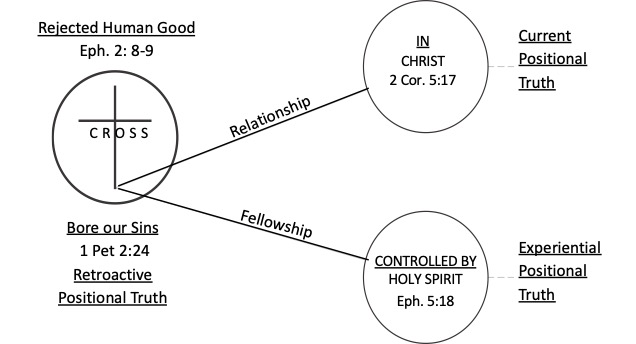 Rejected Human Good
Eph. 2: 8-9
CROSS
Bore our Sins
1 Pet 2:24
Retroactive
Positional Truth
Relationship
Fellowship
IN
CHRIST
2 Cor. 5:17
Current
Positional
Truth
CONTROLLED BY
HOLY SPIRIT
Eph. 5:18
Experiential
Positional
Truth